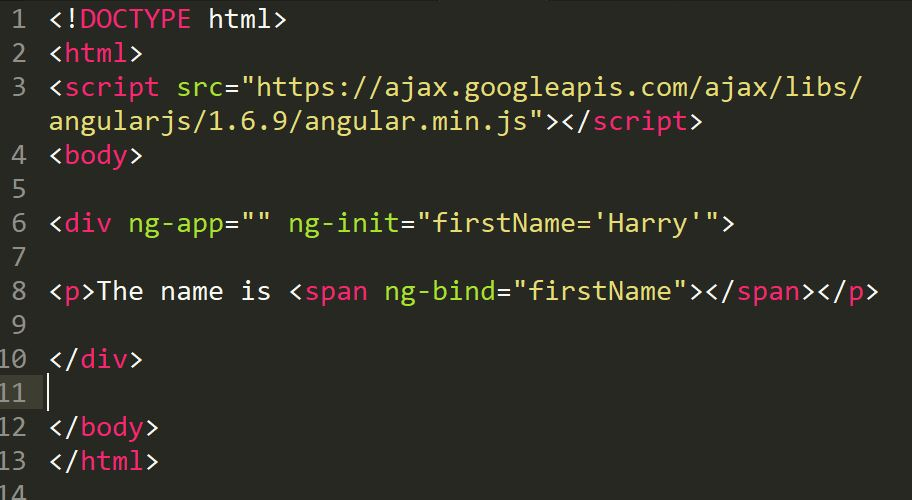 1 <!DOCTYPE html>
2 <html>
3 <script src="https://ajax.googleapis.com/ajax/libs/
angularjs/1.6.9/angular.min.js"></script>
4 <body>
5
6 <div ng-app="" ng-init="firstName='Harry'">
7
8 <p>The name is <span ng-bind="firstName"></span></p>
9
10 </div>
11
12 </body>
13 </html>
14